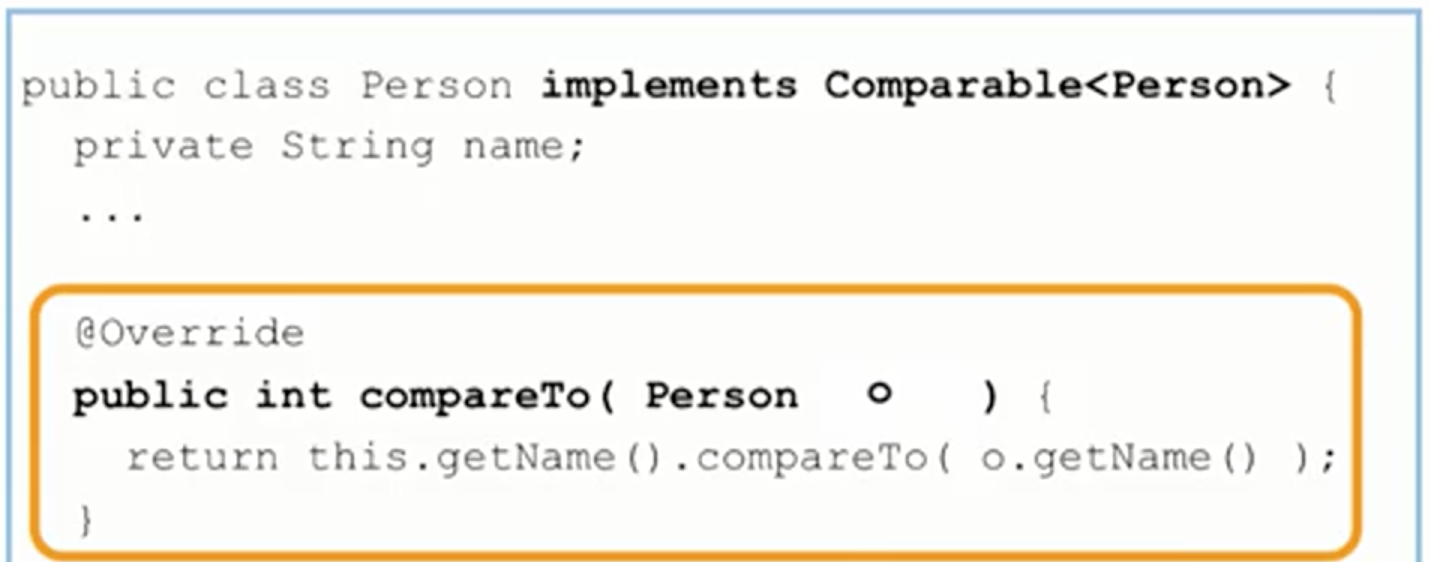 public class Person implements Comparable<Person> {
private String name;
...
@Override
public int compareTo( Person o ) {
return this.getName().compareTo( o.getName() );
}